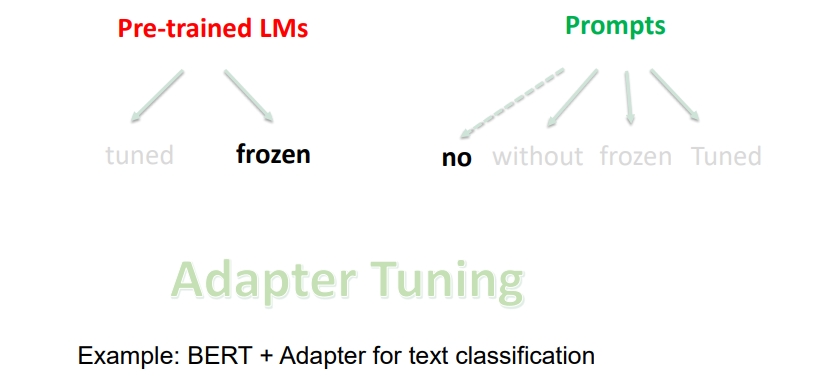 Pre-trained LMs Prompts
tuned frozen no without frozen Tuned
Adapter Tuning
Example: BERT + Adapter for text classification